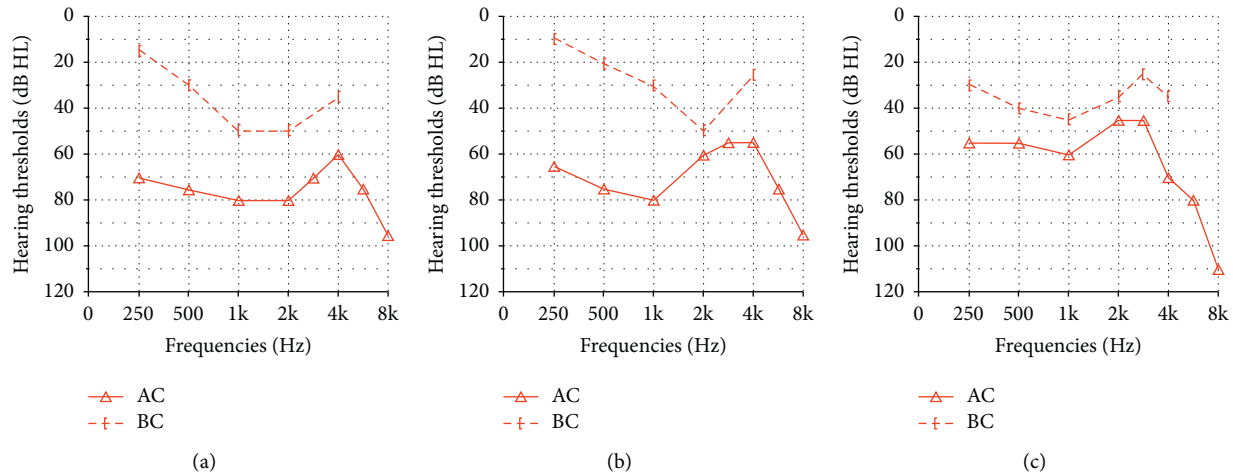 Hearing thresholds (dB HL)
0
20
40
60
80
100
120
0 250 500 1k 2k 4k 8k
Frequencies (Hz)
AC
BC
(a)
Hearing thresholds (dB HL)
0
20
40
60
80
100
120
0 250 500 1k 2k 4k 8k
Frequencies (Hz)
AC
BC
(b)
Hearing thresholds (dB HL)
0
20
40
60
80
100
120
0 250 500 1k 2k 4k 8k
Frequencies (Hz)
AC
BC
(c)